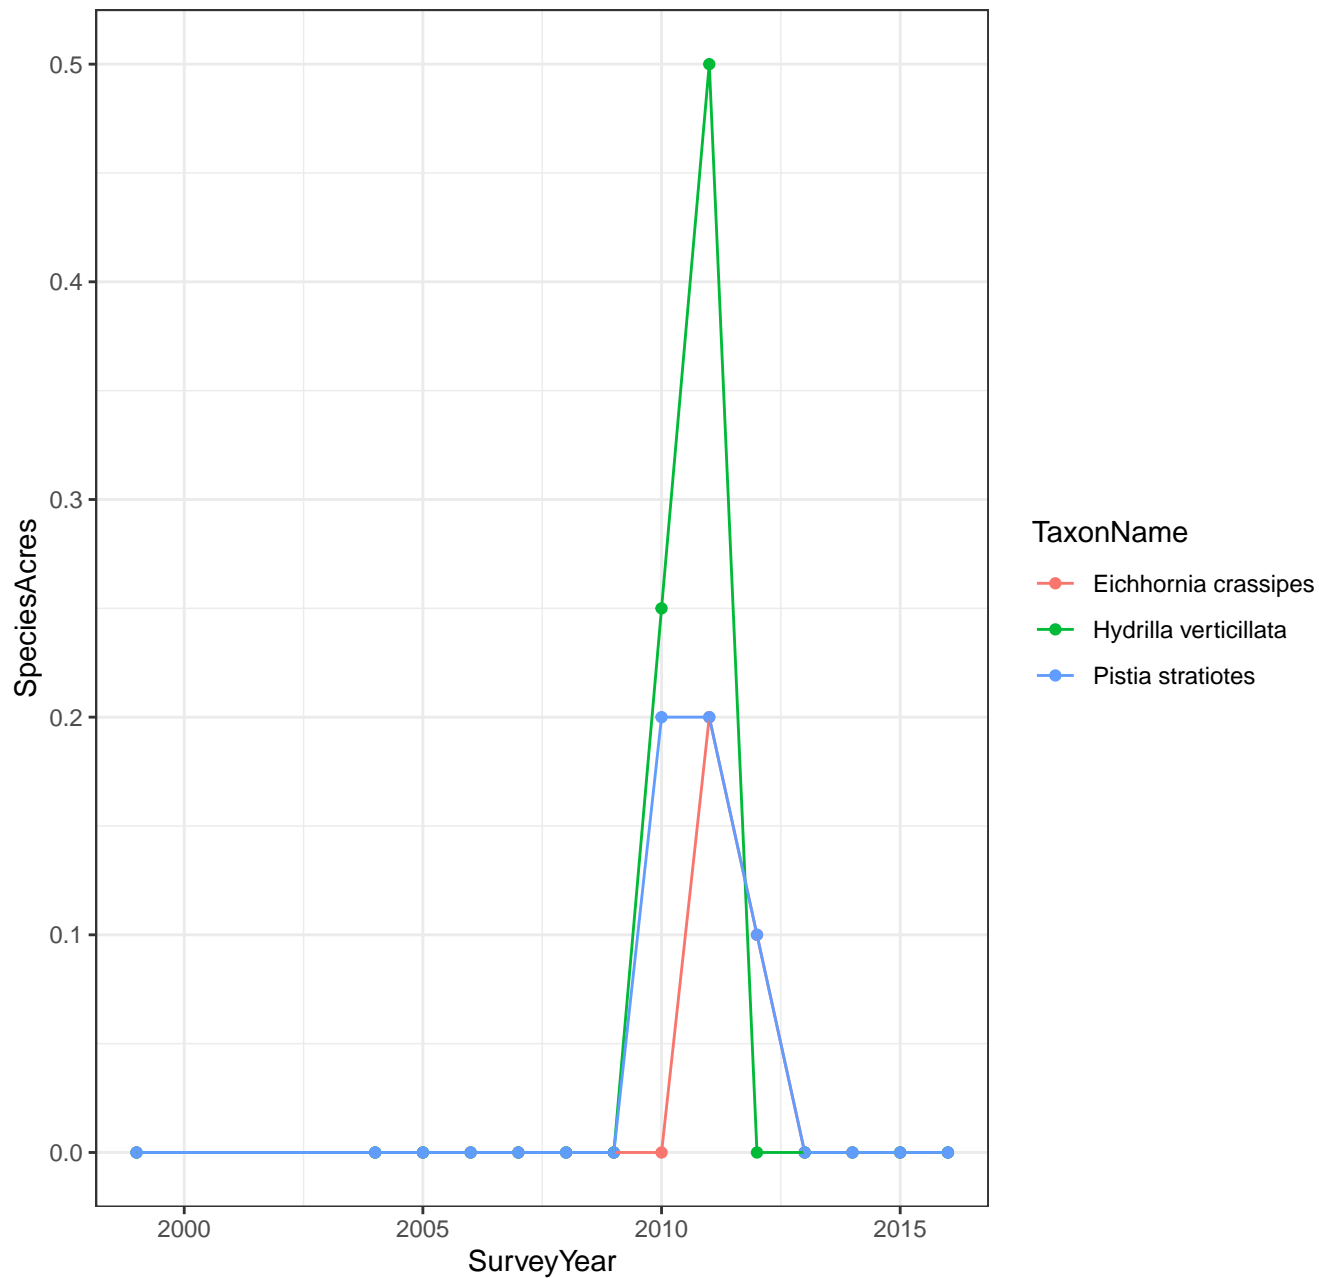 0.5
0.4
0.3
0.2
0.1
0.0
SpeciesAcres
2000
2005
2010
2015
SurveyYear
TaxonName
Eichhornia crassipes
Hydrilla verticillata
Pistia stratiotes